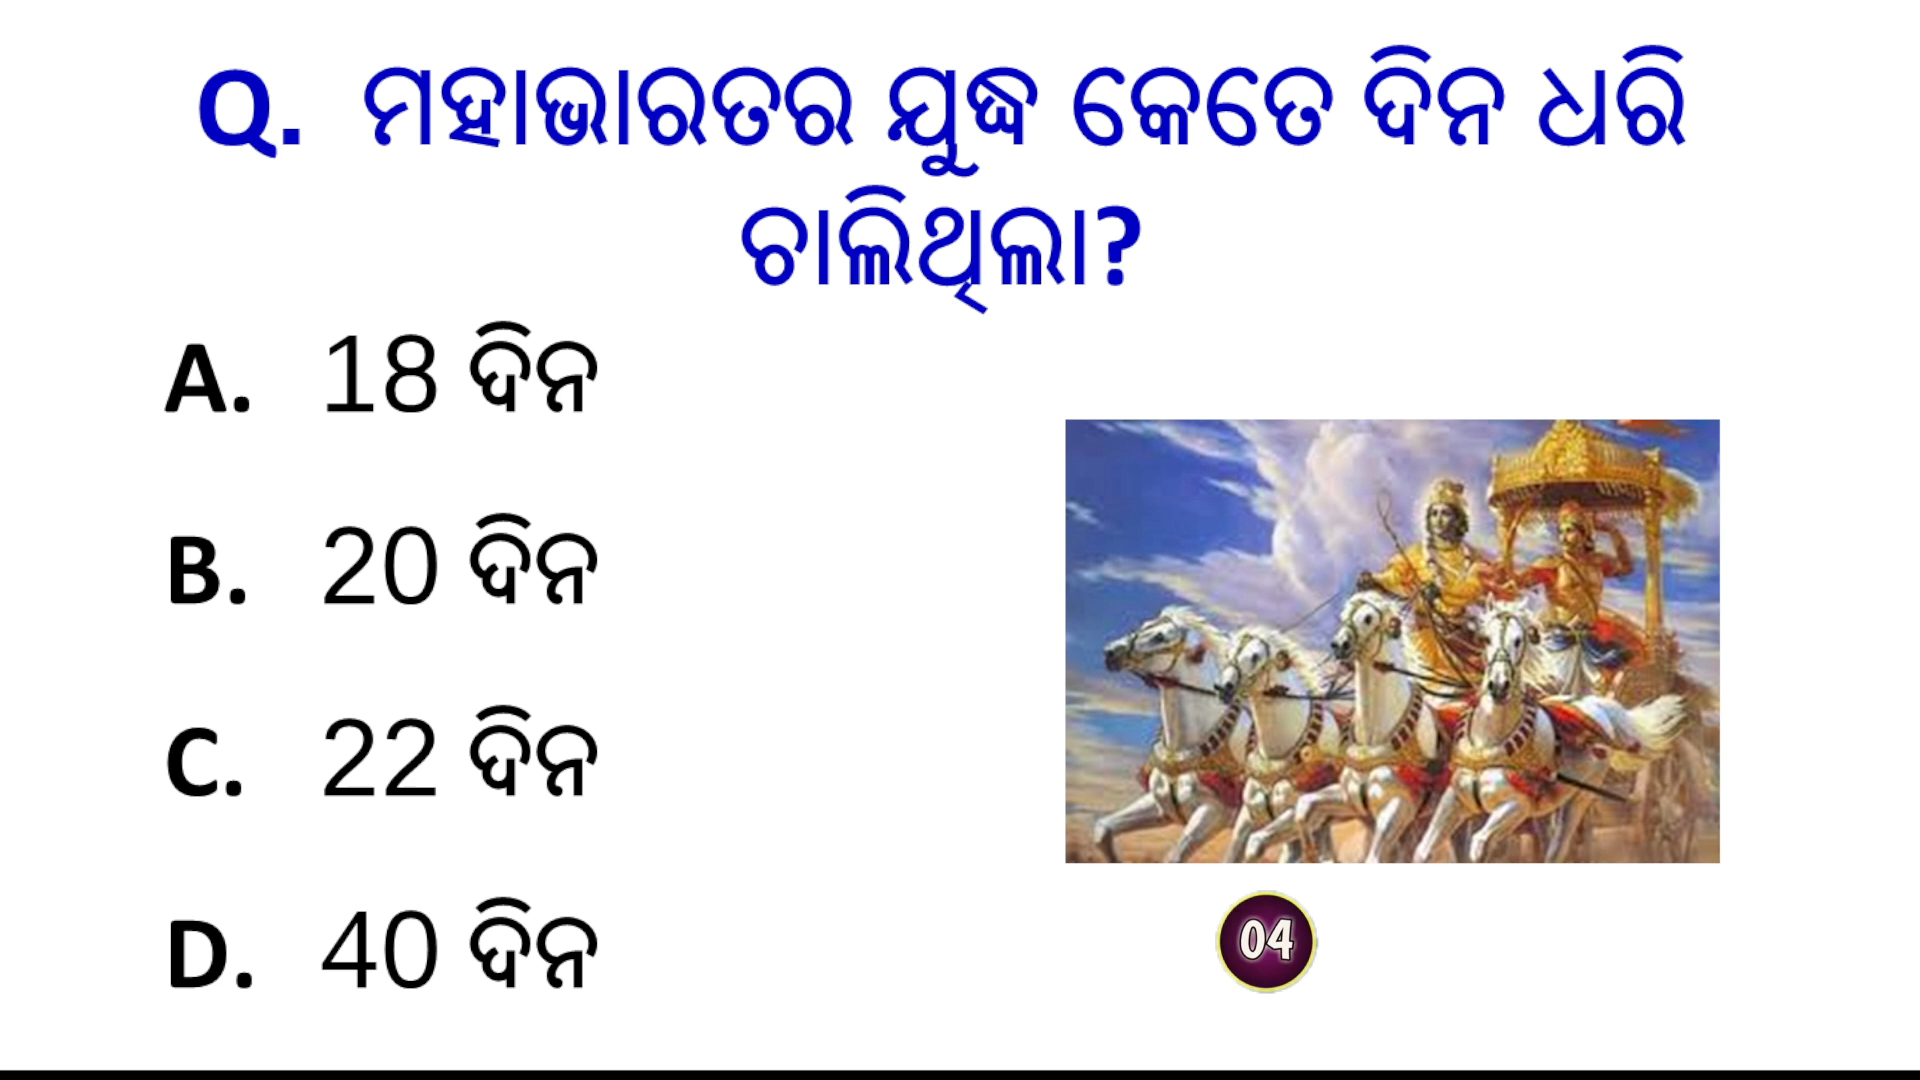 Q. ମହାଭାରତର ଯୁଦ୍ଧ କେତେ ଦିନ ଧରି
ଚାଲିଥିଲା?
A. 18 ଦିନ
B. 20 ଦିନ
C. 22 ଦିନ
D. 40 ଦିନ
04